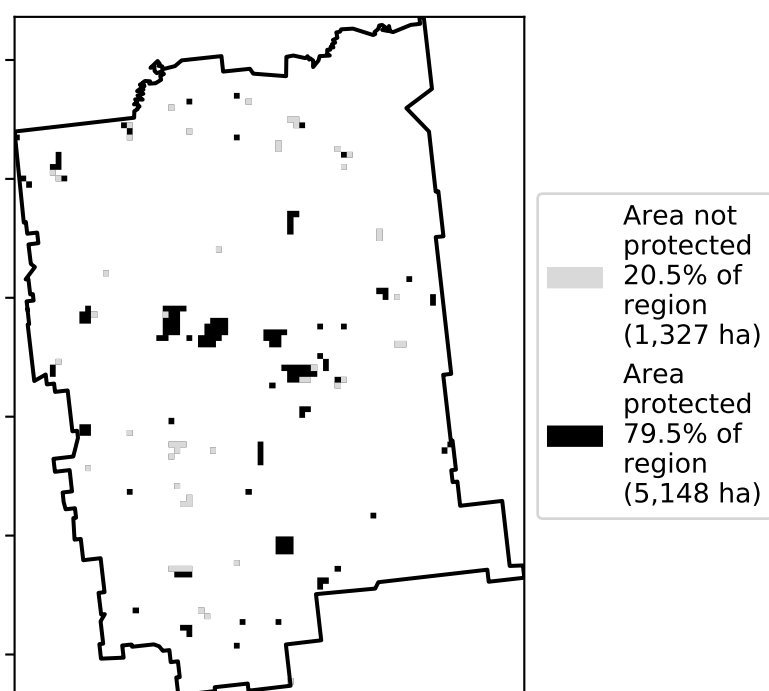 Area not
protected
20.5% of
region
(1,327 ha)
Area
protected
79.5% of
region
(5,148 ha)